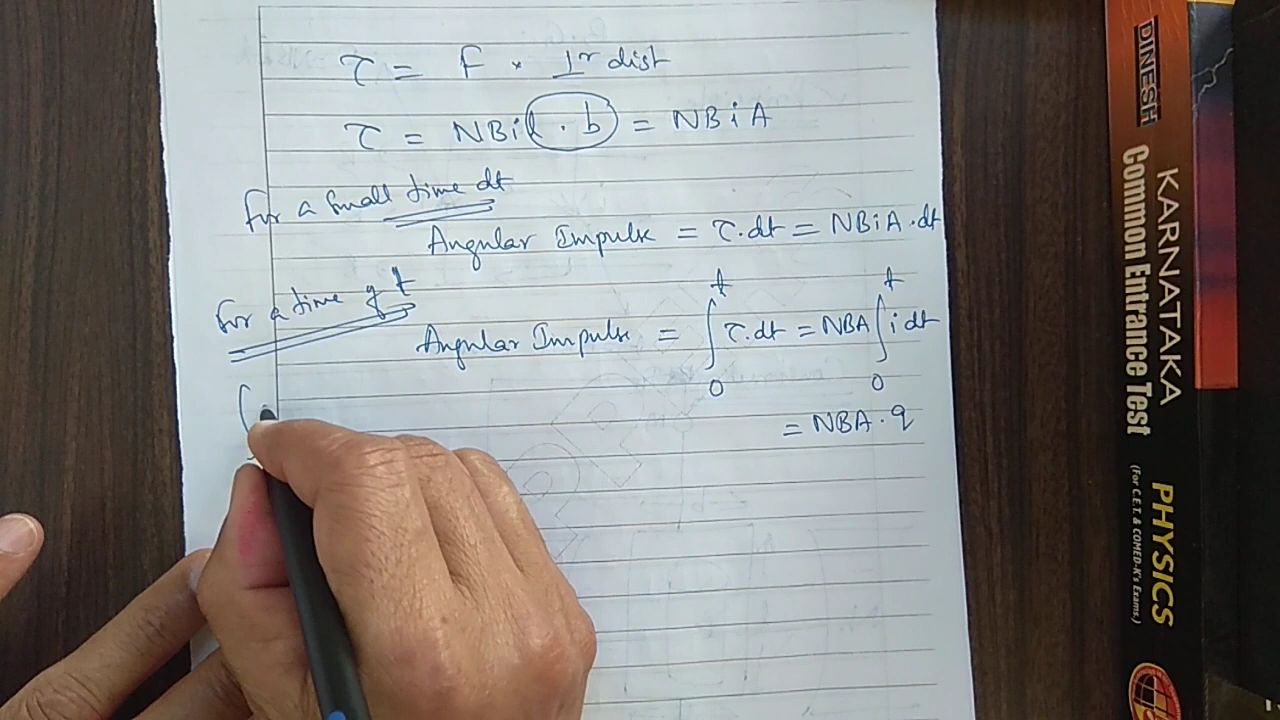 τ = F × ⊥r dist
τ = NBil · b = NBiA
for a small time dt
Angular Impulse = τ.dt = NBiA.dt
for a time of t
Angular Impulse = ∫₀ᵗ τ.dt = NBA ∫₀ᵗ i dt
= NBA · q
DINESH
KARNATAKA
Common Entrance Test
PHYSICS
(For C.E.T. & COMED-K's Exams.)